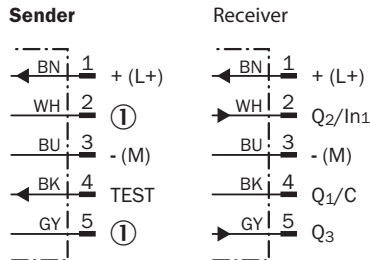 Sender Receiver
BN 1 + (L+) BN 1 + (L+)
WH 2 ① WH 2 Q2/In1
BU 3 - (M) BU 3 - (M)
BK 4 TEST BK 4 Q1/C
GY 5 ① GY 5 Q3